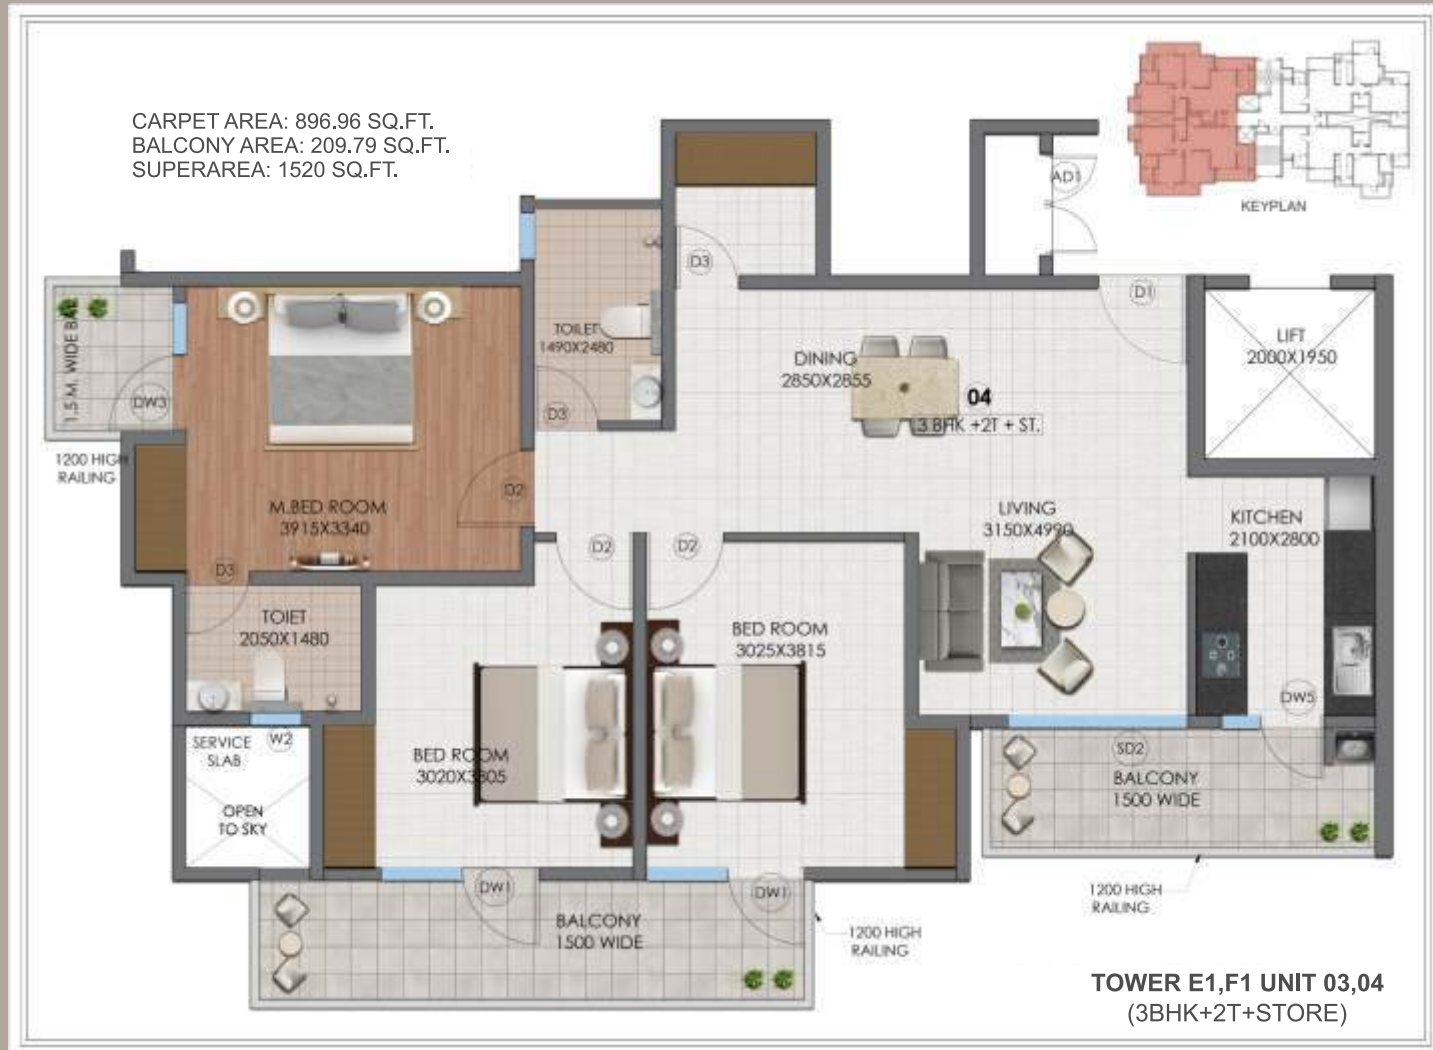 CARPET AREA: 896.96 SQ.FT.
BALCONY AREA: 209.79 SQ.FT.
SUPERAREA: 1520 SQ.FT.
KEYPLAN
AD1
D3
D1
LIFT
2000X1950
TOILET
1490X2480
DINING
2850X2855
04
3 BHK +2T + ST.
1.5 M. WIDE BAL
DW3
D3
1200 HIGH
RAILING
M.BED ROOM
3915X3340
D2
LIVING
3150X4990
KITCHEN
2100X2800
D2
D2
D3
TOIET
2050X1480
BED ROOM
3025X3815
DW5
SERVICE
SLAB
W2
OPEN
TO SKY
BED ROOM
3020X3805
SD2
BALCONY
1500 WIDE
DW1
DW1
1200 HIGH
RAILING
BALCONY
1500 WIDE
1200 HIGH
RAILING
TOWER E1,F1 UNIT 03,04
(3BHK+2T+STORE)